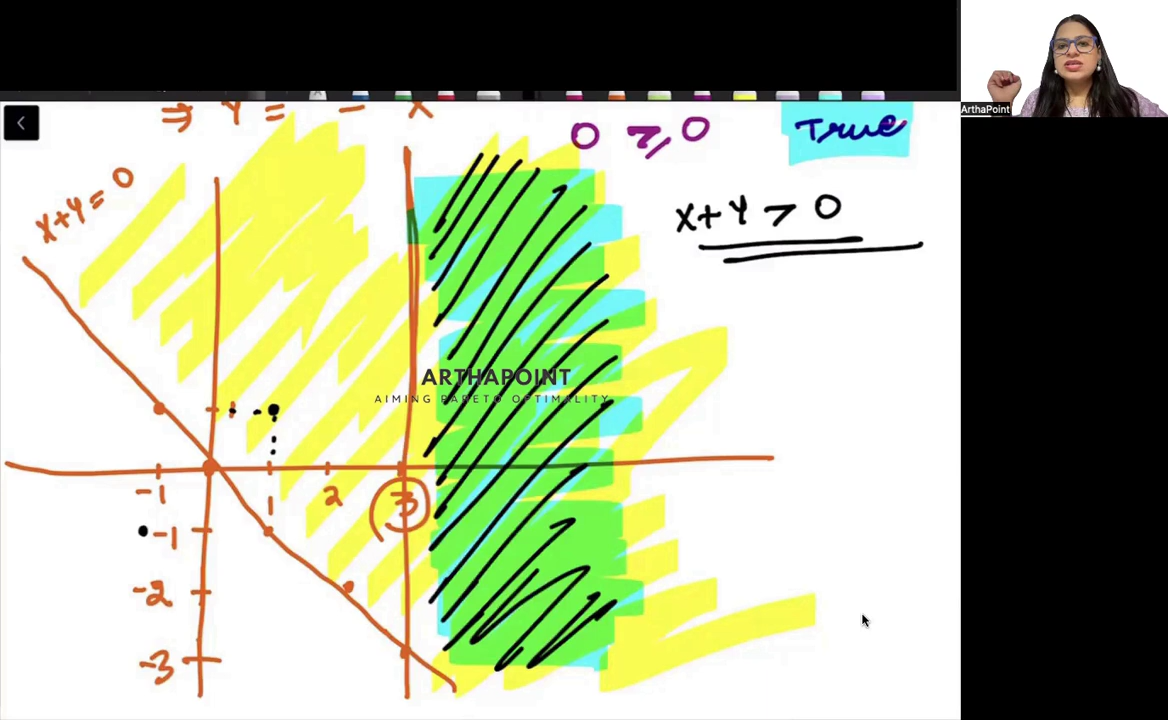 ⇒ Y = - X
0 ≥ 0
True
X+Y=0
X+Y > 0
ARTHAPOINT
AIMING PARETO OPTIMALITY
-1
1
2
3
-1
-2
-3
ArthaPoint